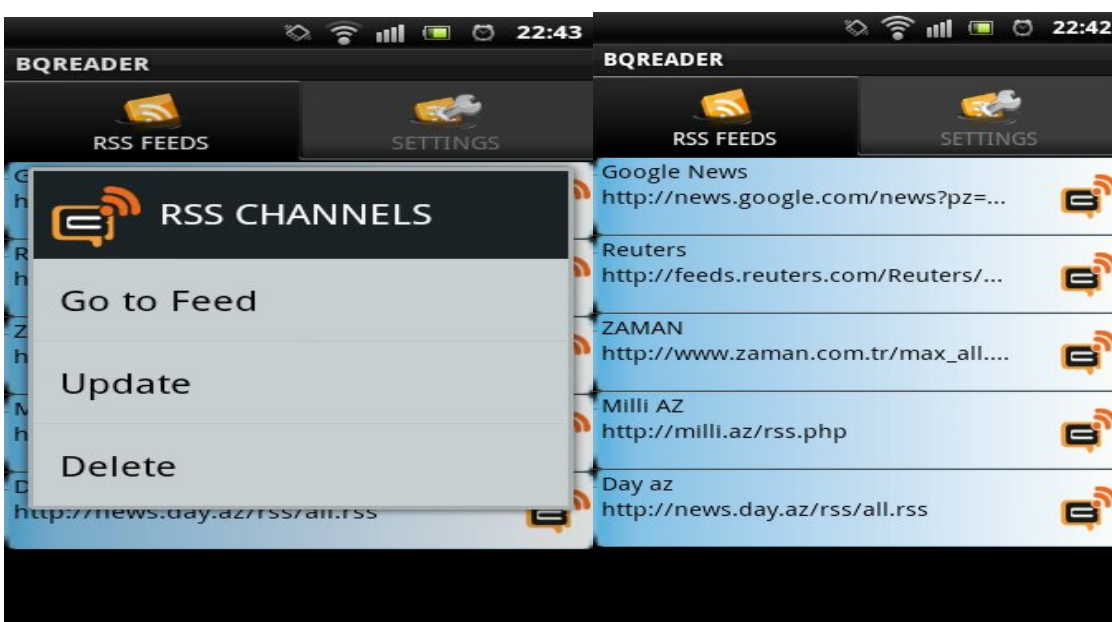 22:43
BQREADER
RSS FEEDS
SETTINGS
RSS CHANNELS
Go to Feed
Update
Delete
http://news.day.az/rss/all.rss
22:42
BQREADER
RSS FEEDS
SETTINGS
Google News
http://news.google.com/news?pz=...
Reuters
http://feeds.reuters.com/Reuters/...
ZAMAN
http://www.zaman.com.tr/max_all....
Milli AZ
http://milli.az/rss.php
Day az
http://news.day.az/rss/all.rss